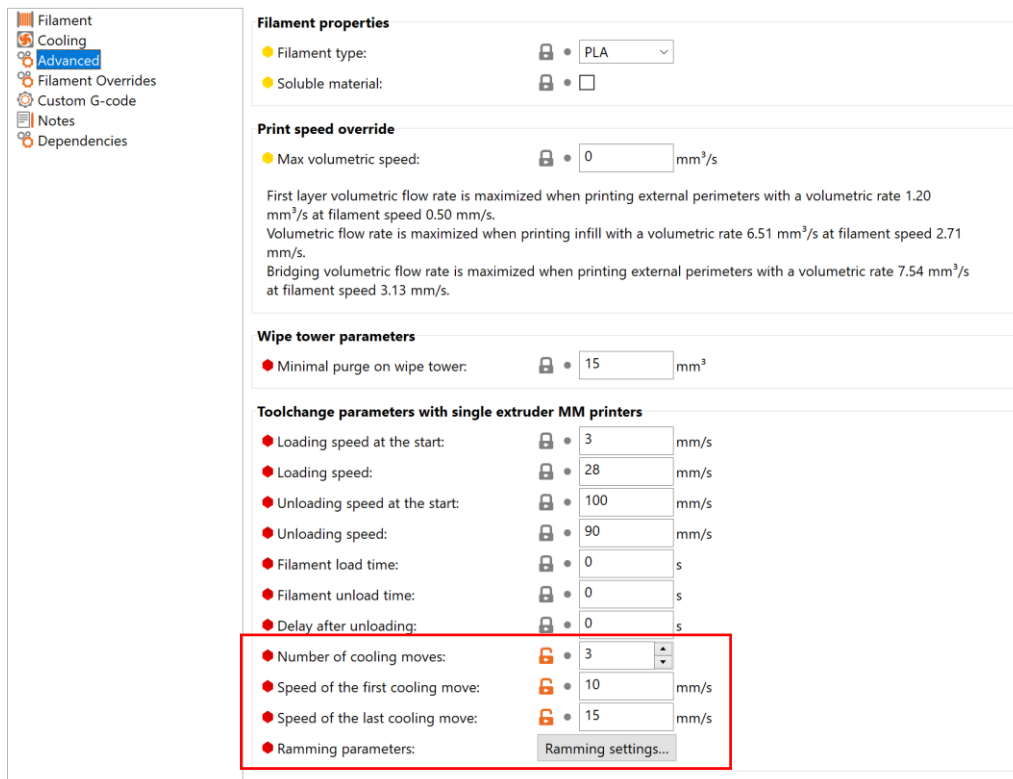 Filament
Cooling
Advanced
Filament Overrides
Custom G-code
Notes
Dependencies
Filament properties
Filament type: PLA
Soluble material:
Print speed override
Max volumetric speed: 0 mm³/s
First layer volumetric flow rate is maximized when printing external perimeters with a volumetric rate 1.20
mm³/s at filament speed 0.50 mm/s.
Volumetric flow rate is maximized when printing infill with a volumetric rate 6.51 mm³/s at filament speed 2.71
mm/s.
Bridging volumetric flow rate is maximized when printing external perimeters with a volumetric rate 7.54 mm³/s
at filament speed 3.13 mm/s.
Wipe tower parameters
Minimal purge on wipe tower: 15 mm³
Toolchange parameters with single extruder MM printers
Loading speed at the start: 3 mm/s
Loading speed: 28 mm/s
Unloading speed at the start: 100 mm/s
Unloading speed: 90 mm/s
Filament load time: 0 s
Filament unload time: 0 s
Delay after unloading: 0 s
Number of cooling moves: 3
Speed of the first cooling move: 10 mm/s
Speed of the last cooling move: 15 mm/s
Ramming parameters: Ramming settings...